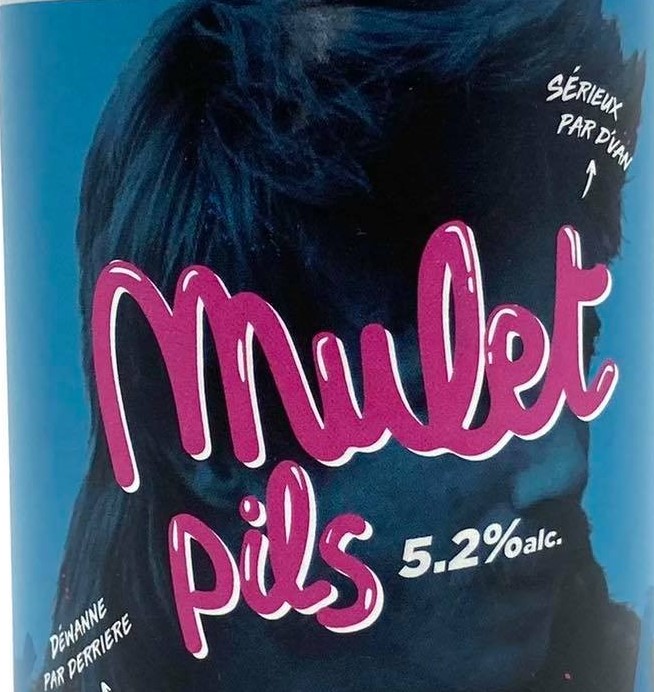 SÉRIEUX
PAR D'VAN
Mulet
pils
5.2%alc.
DÉWANNE
PAR DERRIERE